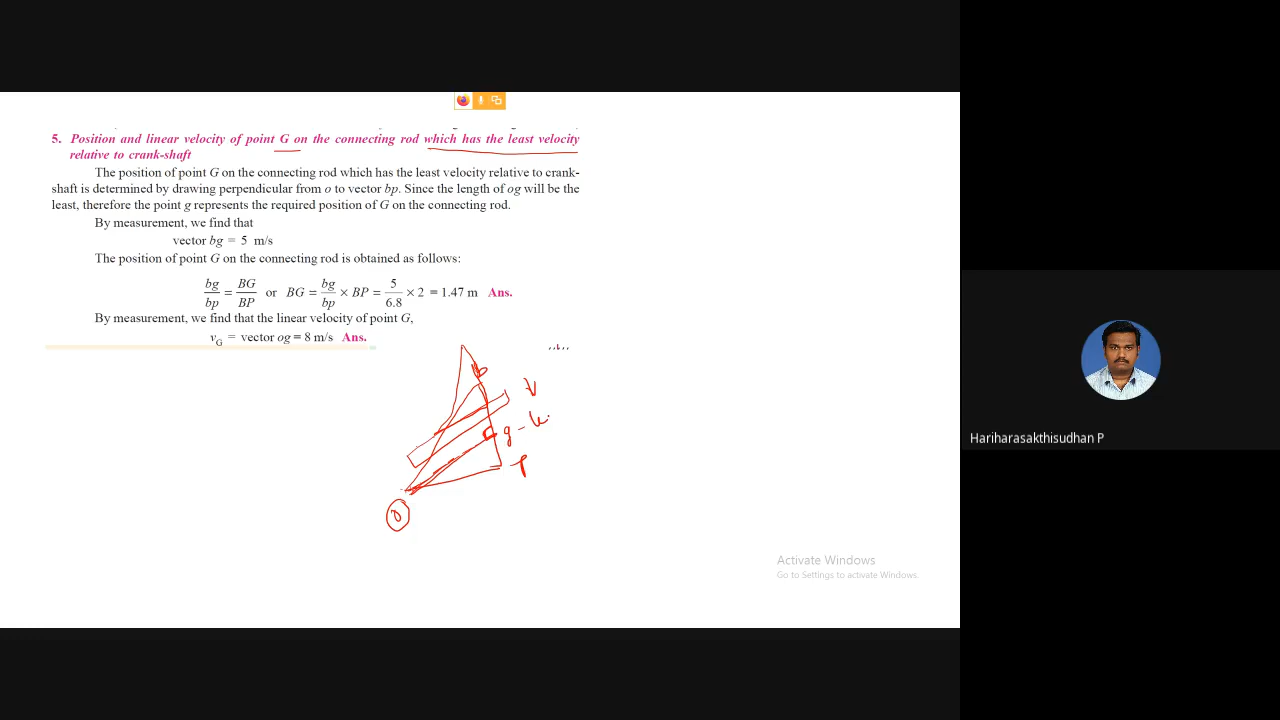 5. Position and linear velocity of point G on the connecting rod which has the least velocity
relative to crank-shaft
The position of point G on the connecting rod which has the least velocity relative to crank-
shaft is determined by drawing perpendicular from o to vector bp. Since the length of og will be the
least, therefore the point g represents the required position of G on the connecting rod.
By measurement, we find that
vector bg = 5 m/s
The position of point G on the connecting rod is obtained as follows:
bg/bp = BG/BP or BG = bg/bp × BP = 5/6.8 × 2 = 1.47 m Ans.
By measurement, we find that the linear velocity of point G,
vG = vector og = 8 m/s Ans.
b
g
p
o
Hariharasakthisudhan P
Activate Windows
Go to Settings to activate Windows.